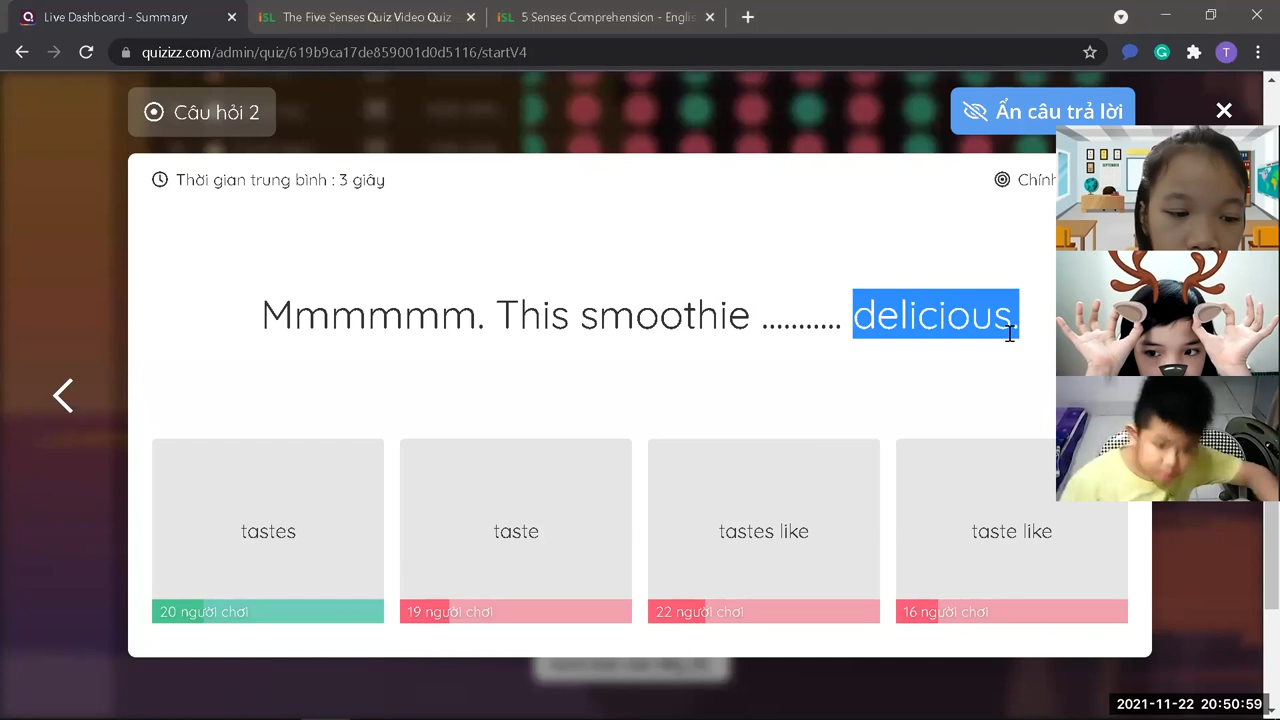 Live Dashboard - Summary
The Five Senses Quiz Video Quiz
5 Senses Comprehension - Englis
quizizz.com/admin/quiz/619b9ca17de859001d0d5116/startV4
T
Câu hỏi 2
Ẩn câu trả lời
Thời gian trung bình : 3 giây
Chính
Mmmmmm. This smoothie ........... delicious.
tastes
taste
tastes like
taste like
20 người chơi
19 người chơi
22 người chơi
16 người chơi
2021-11-22 20:50:59